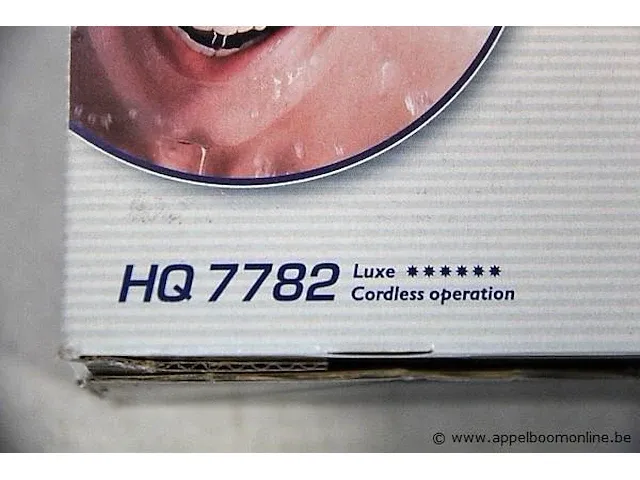 HQ 7782 Luxe ******
Cordless operation
© www.appelboomonline.be